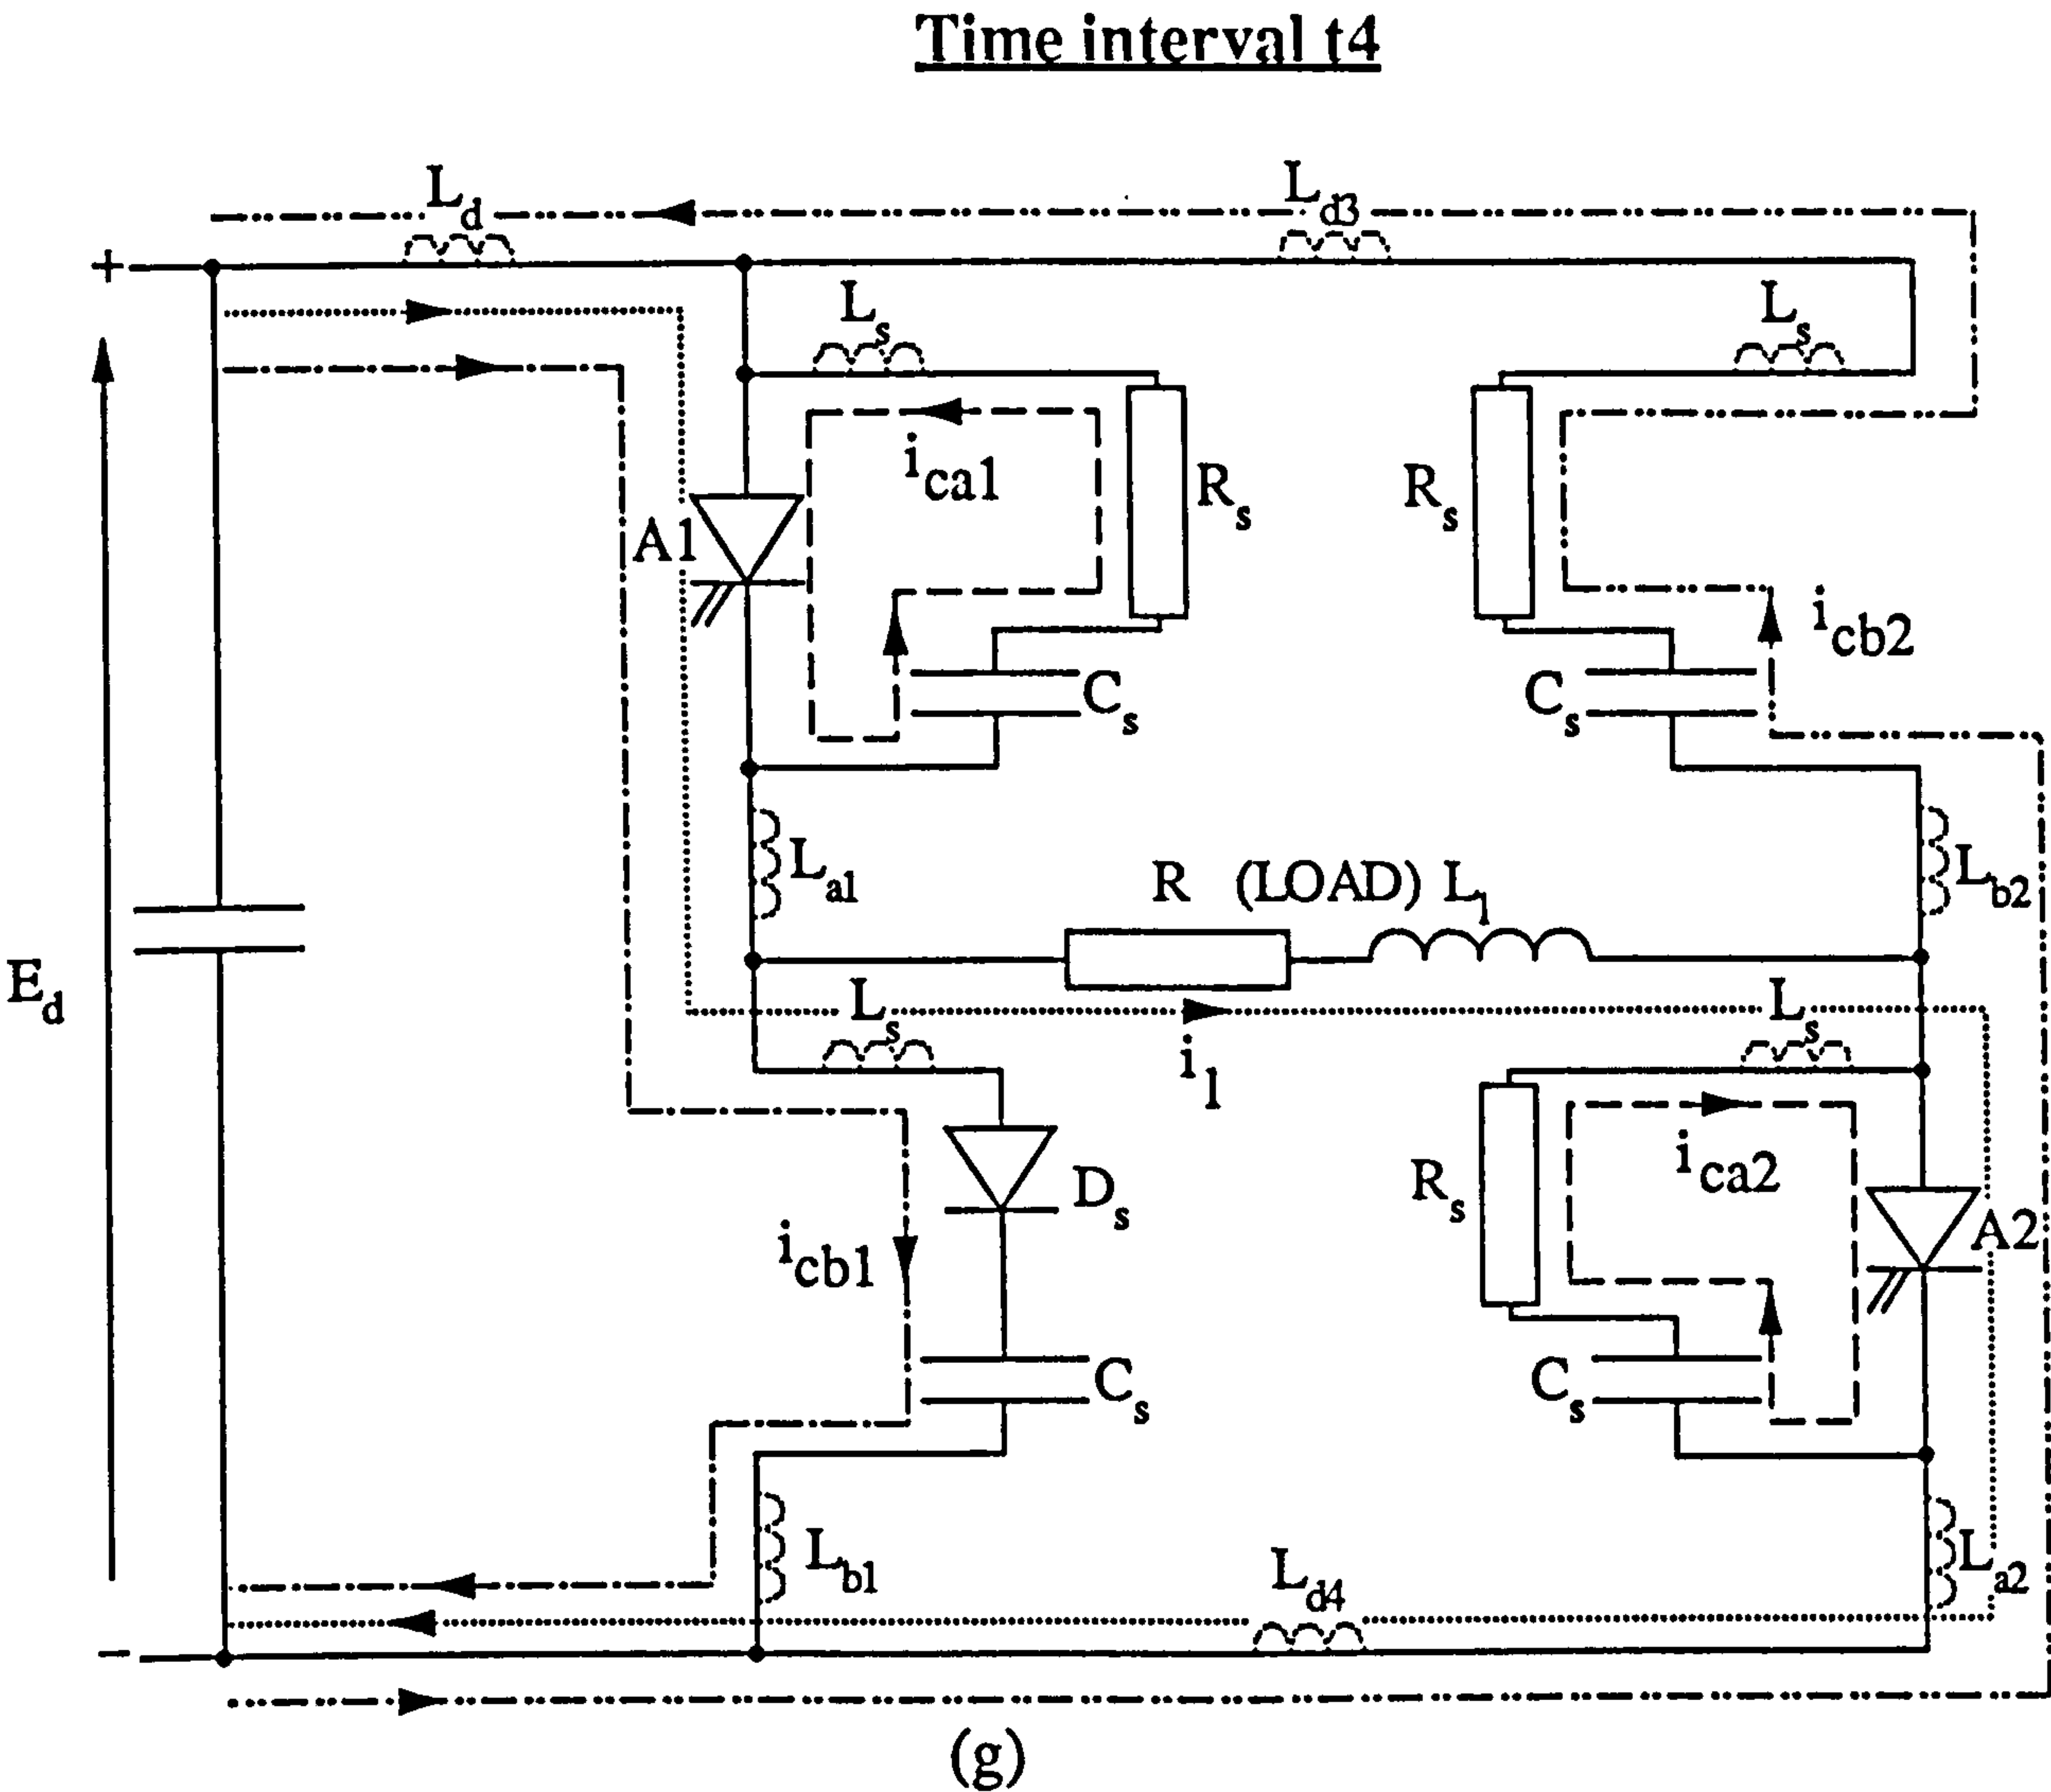 Time interval t4
L_d
L_d3
+
L_s
L_s
i_ca1
R_s
R_s
A1
i_cb2
C_s
C_s
L_a1
R (LOAD) L_l
L_b2
E_d
L_s
L_s
i_l
i_ca2
R_s
D_s
A2
i_cb1
C_s
C_s
L_b1
L_d4
L_a2
−
(g)